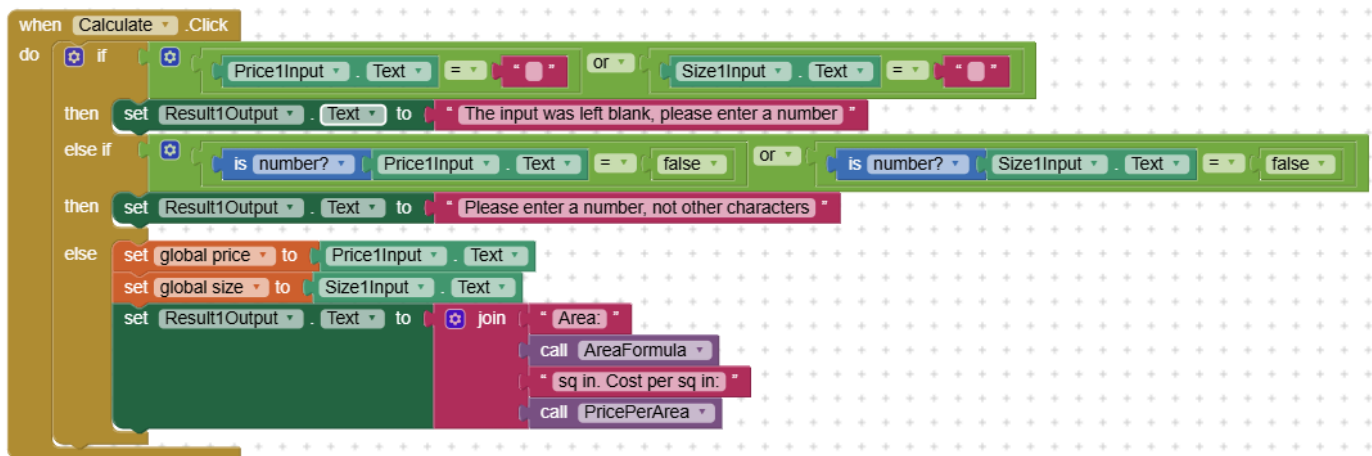 when Calculate .Click
do if Price1Input . Text = " " or Size1Input . Text = " "
then set Result1Output . Text to " The input was left blank, please enter a number "
else if is number? Price1Input . Text = false or is number? Size1Input . Text = false
then set Result1Output . Text to " Please enter a number, not other characters "
else set global price to Price1Input . Text
set global size to Size1Input . Text
set Result1Output . Text to join " Area: "
call AreaFormula
" sq in. Cost per sq in: "
call PricePerArea